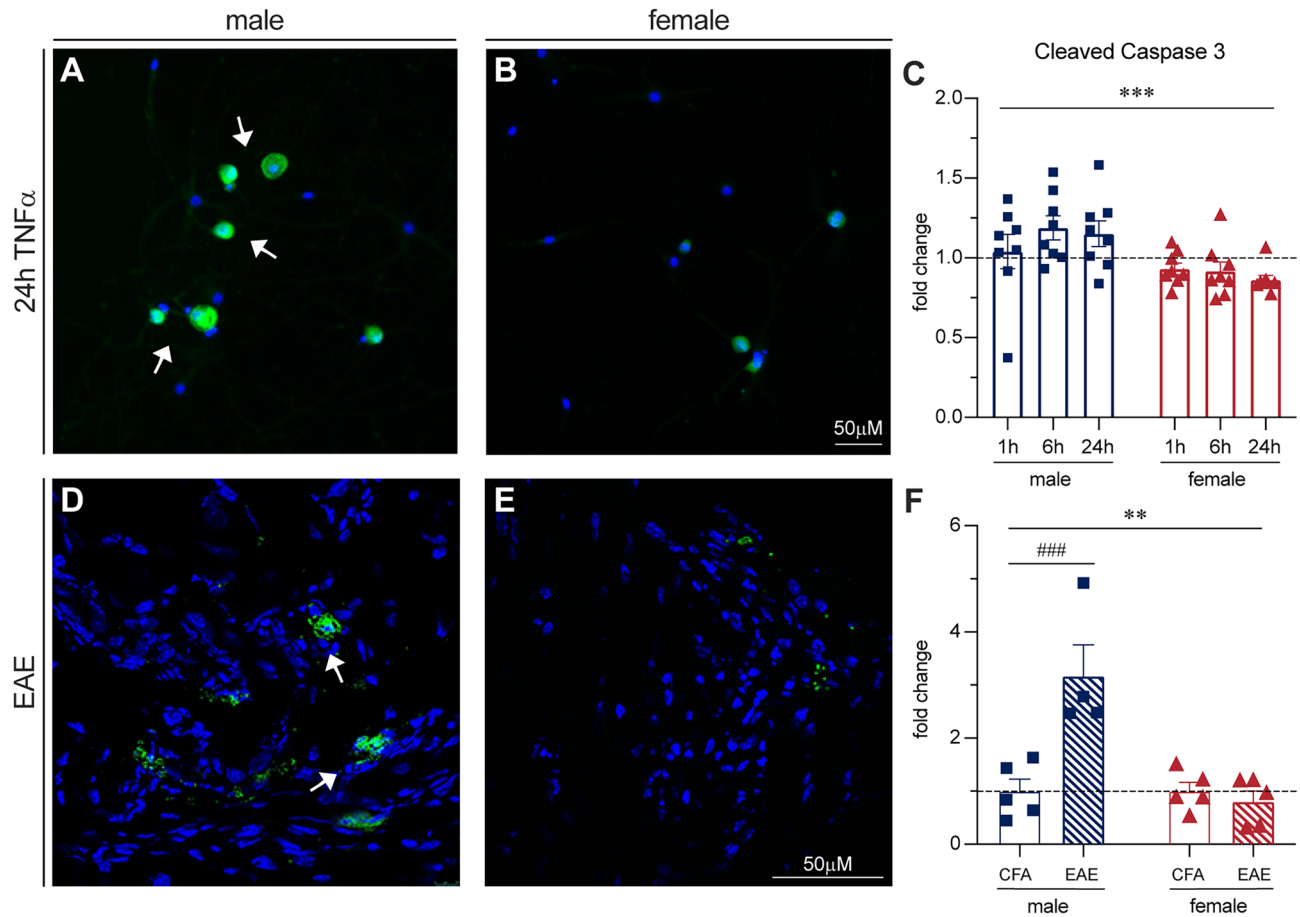 male
female
24h TNFα
A
B
50μM
C
Cleaved Caspase 3
***
fold change
2.0
1.5
1.0
0.5
0.0
1h 6h 24h 1h 6h 24h
male female
EAE
D
E
50μM
F
**
###
fold change
6
4
2
0
CFA EAE CFA EAE
male female